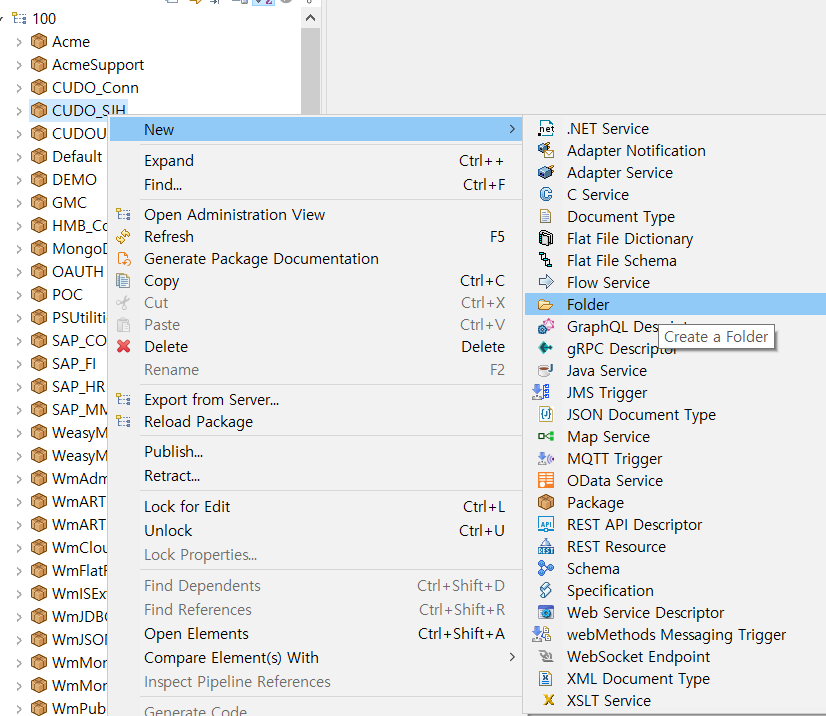 100
Acme
AcmeSupport
CUDO_Conn
CUDO_SIH
CUDOU
Default
DEMO
GMC
HMB_Co
MongoD
OAUTH
POC
PSUtiliti
SAP_CO
SAP_FI
SAP_HR
SAP_MM
WeasyM
WeasyM
WmAdm
WmART
WmART
WmClou
WmFlatF
WmISExt
WmJDBC
WmJSON
WmMon
WmMon
WmPub
New
Expand Ctrl++
Find... Ctrl+F
Open Administration View
Refresh F5
Generate Package Documentation
Copy Ctrl+C
Cut Ctrl+X
Paste Ctrl+V
Delete Delete
Rename F2
Export from Server...
Reload Package
Publish...
Retract...
Lock for Edit Ctrl+L
Unlock Ctrl+U
Lock Properties...
Find Dependents Ctrl+Shift+D
Find References Ctrl+Shift+R
Open Elements Ctrl+Shift+A
Compare Element(s) With
Inspect Pipeline References
Generate Code
.NET Service
Adapter Notification
Adapter Service
C Service
Document Type
Flat File Dictionary
Flat File Schema
Flow Service
Folder
GraphQL Descriptor
Create a Folder
gRPC Descriptor
Java Service
JMS Trigger
JSON Document Type
Map Service
MQTT Trigger
OData Service
Package
REST API Descriptor
REST Resource
Schema
Specification
Web Service Descriptor
webMethods Messaging Trigger
WebSocket Endpoint
XML Document Type
XSLT Service